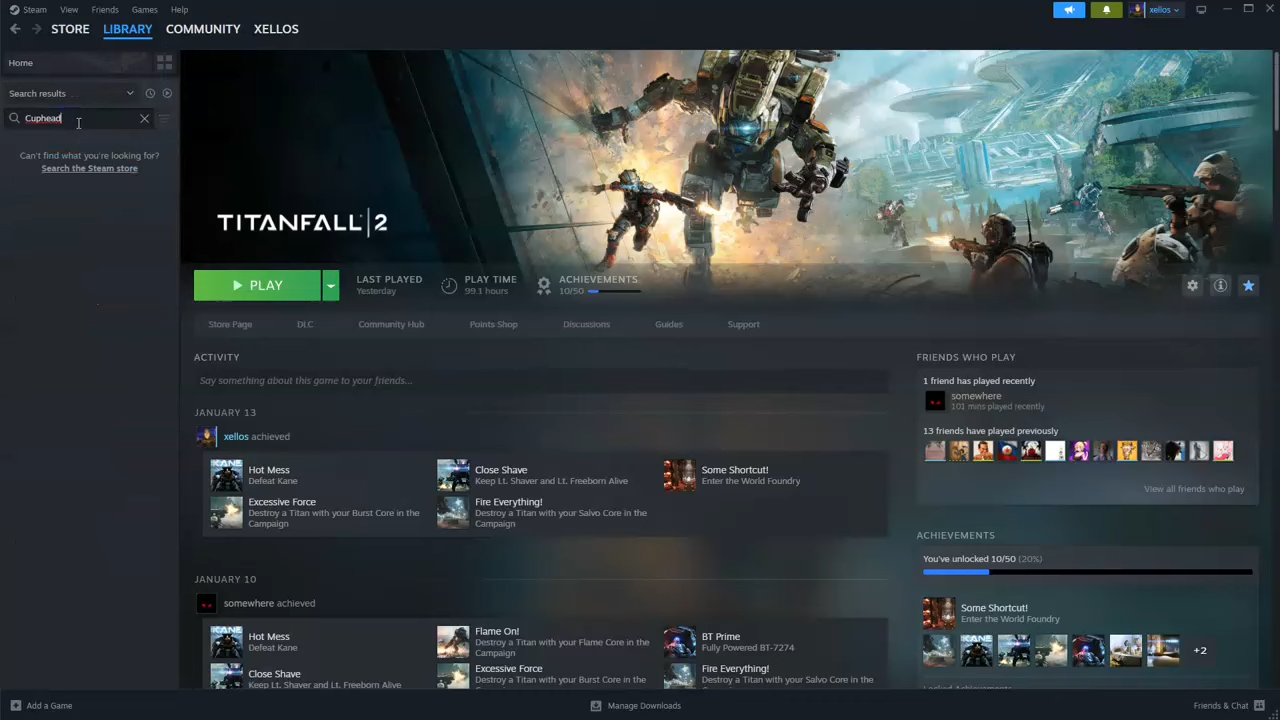 Steam View Friends Games Help
xellos
STORE LIBRARY COMMUNITY XELLOS
Home
Search results
Cuphead
Can't find what you're looking for?
Search the Steam store
TITANFALL 2
PLAY
LAST PLAYED
Yesterday
PLAY TIME
99.1 hours
ACHIEVEMENTS
10/50
Store Page DLC Community Hub Points Shop Discussions Guides Support
ACTIVITY
Say something about this game to your friends...
JANUARY 13
xellos achieved
Hot Mess
Defeat Kane
Close Shave
Keep Lt. Shaver and Lt. Freeborn Alive
Some Shortcut!
Enter the World Foundry
Excessive Force
Destroy a Titan with your Burst Core in the
Campaign
Fire Everything!
Destroy a Titan with your Salvo Core in the
Campaign
JANUARY 10
somewhere achieved
Hot Mess
Defeat Kane
Flame On!
Destroy a Titan with your Flame Core in the
Campaign
BT Prime
Fully Powered BT-7274
Close Shave
Keep Lt. Shaver and Lt. Freeborn Alive
Excessive Force
Destroy a Titan with your Burst Core in the
Fire Everything!
Destroy a Titan with your Salvo Core in the
FRIENDS WHO PLAY
1 friend has played recently
somewhere
101 mins played recently
13 friends have played previously
View all friends who play
ACHIEVEMENTS
You've unlocked 10/50 (20%)
Some Shortcut!
Enter the World Foundry
+2
Locked Achievements
Add a Game
Manage Downloads
Friends & Chat